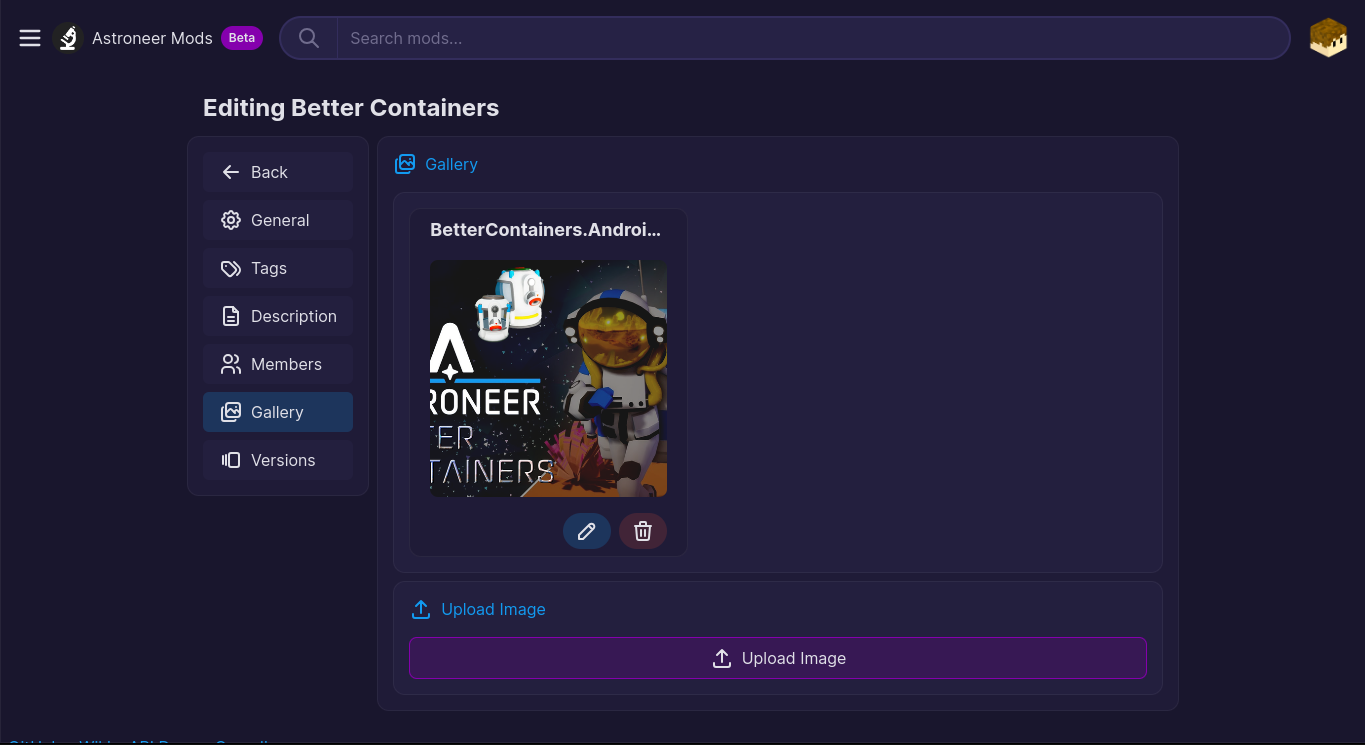 Astroneer Mods
Beta
Search mods...
Editing Better Containers
Back
General
Tags
Description
Members
Gallery
Versions
Gallery
BetterContainers.Androi...
RONEER
TER
TAINERS
Upload Image
Upload Image